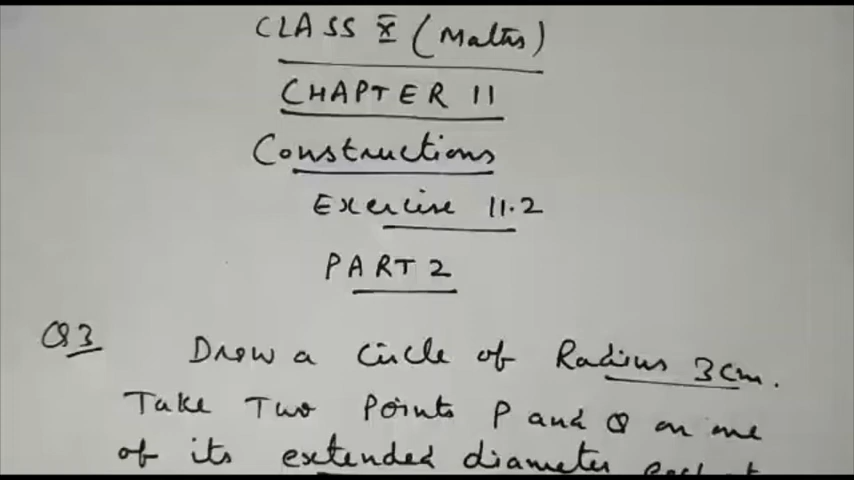 CLASS X (Maths)
CHAPTER 11
Constructions
Exercise 11.2
PART 2
Q3 Draw a circle of Radius 3cm.
Take Two Points P and Q on one
of its extended diameter